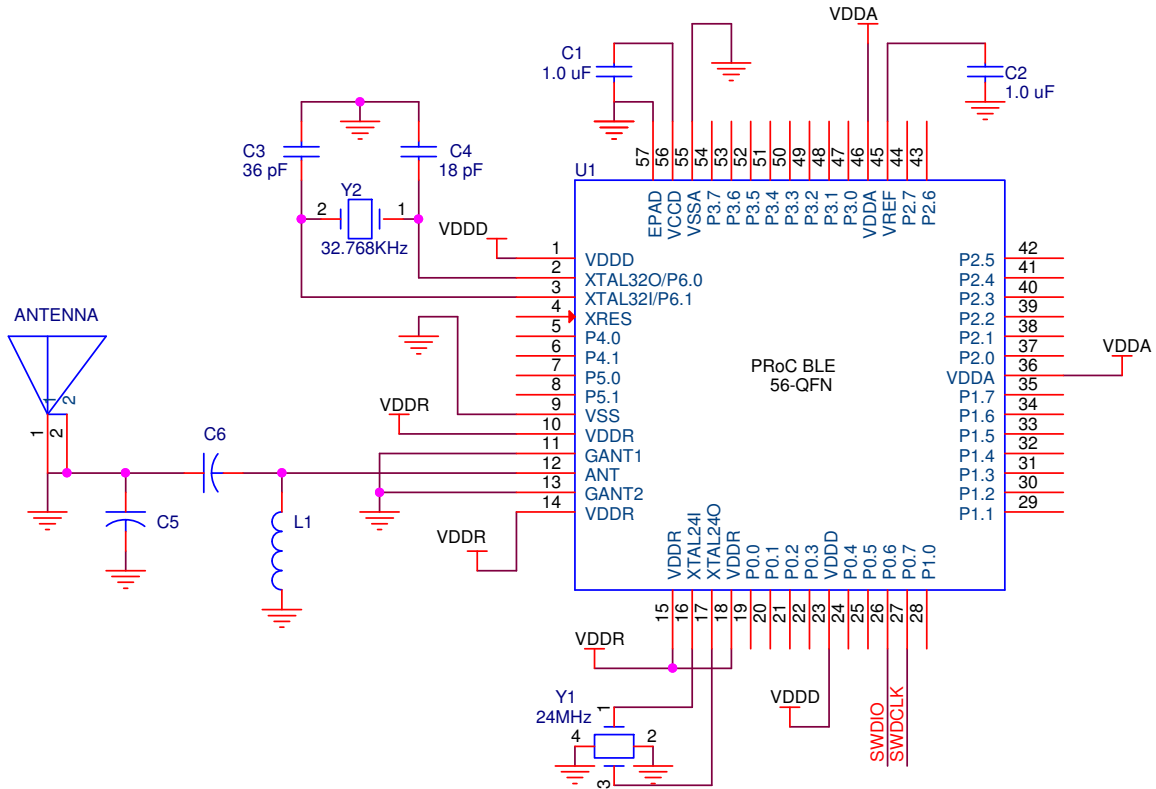 VDDA
C1
1.0 uF
C2
1.0 uF
C3
36 pF
C4
18 pF
Y2
2
1
32.768KHz
U1
57
56
55
54
53
52
51
50
49
48
47
46
45
44
43
EPAD
VCCD
VSSA
P3.7
P3.6
P3.5
P3.4
P3.3
P3.2
P3.1
P3.0
VDDA
VREF
P2.7
P2.6
VDDD
1 VDDD
2 XTAL32O/P6.0
3 XTAL32I/P6.1
4 XRES
5 P4.0
6 P4.1
7 P5.0
8 P5.1
9 VSS
10 VDDR
11 GANT1
12 ANT
13 GANT2
14 VDDR
VDDR
VDDR
PRoC BLE
56-QFN
P2.5 42
P2.4 41
P2.3 40
P2.2 39
P2.1 38
P2.0 37
VDDA 36
P1.7 35
P1.6 34
P1.5 33
P1.4 32
P1.3 31
P1.2 30
P1.1 29
VDDA
ANTENNA
1
2
1
2
C6
C5
L1
VDDR
XTAL24I
XTAL24O
VDDR
P0.0
P0.1
P0.2
P0.3
VDDD
P0.4
P0.5
P0.6
P0.7
P1.0
15
16
17
18
19
20
21
22
23
24
25
26
27
28
VDDR
Y1
24MHz
1
4
2
3
VDDD
SWDIO
SWDCLK